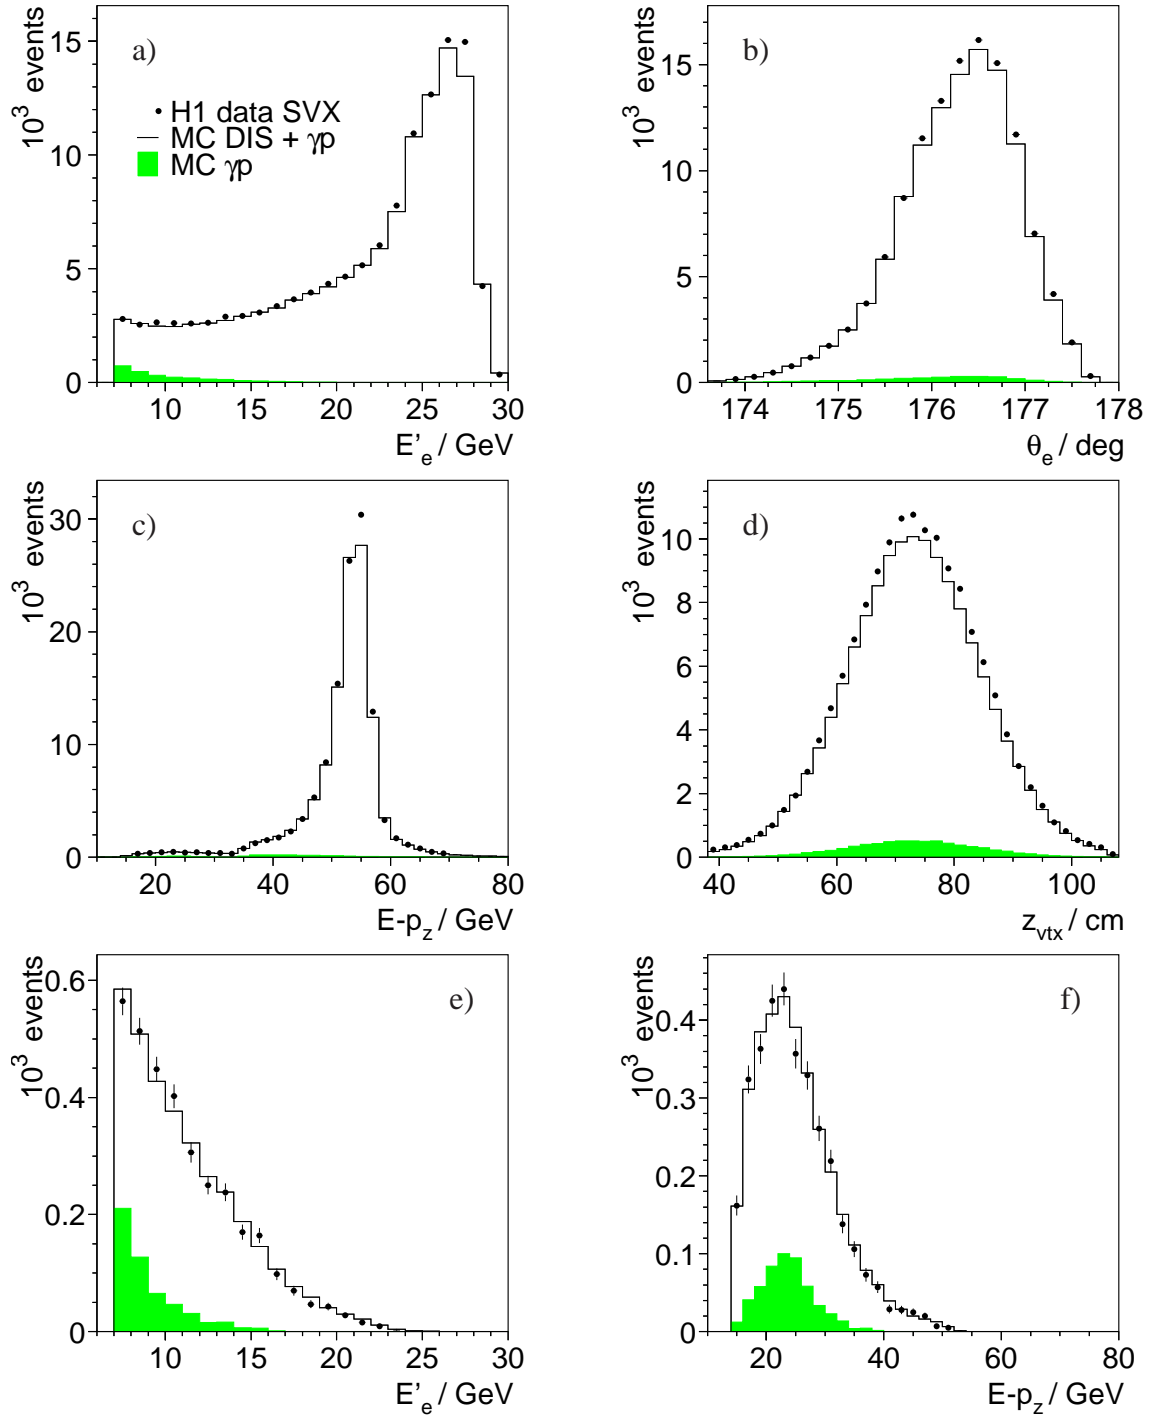 a)
10³ events
15
10
5
0
H1 data SVX
MC DIS + γp
MC γp
10 15 20 25 30
E'ₑ / GeV
b)
10³ events
15
10
5
0
174 175 176 177 178
θₑ / deg
c)
10³ events
30
20
10
0
20 40 60 80
E-p_z / GeV
d)
10³ events
10
8
6
4
2
0
40 60 80 100
z_vtx / cm
e)
10³ events
0.6
0.4
0.2
0
10 15 20 25 30
E'ₑ / GeV
f)
10³ events
0.4
0.3
0.2
0.1
0
20 40 60 80
E-p_z / GeV